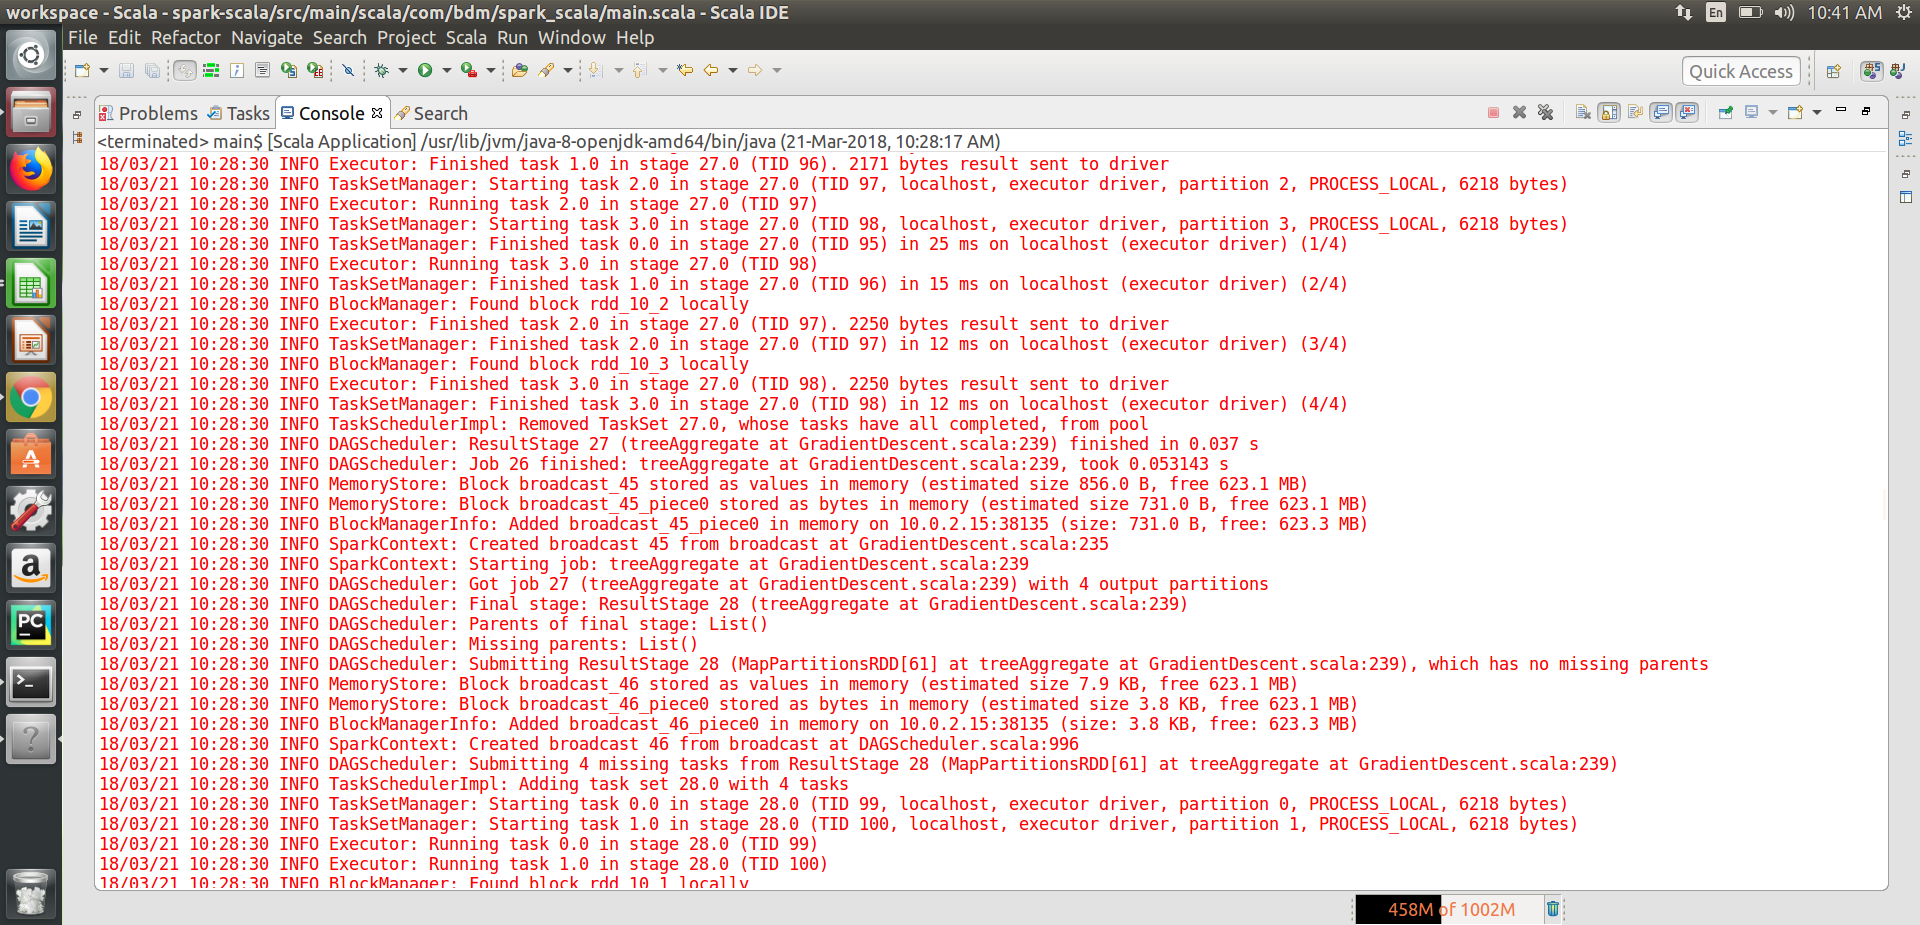 workspace - Scala - spark-scala/src/main/scala/com/bdm/spark_scala/main.scala - Scala IDE
En
10:41 AM
File Edit Refactor Navigate Search Project Scala Run Window Help
Quick Access
Problems Tasks Console Search
<terminated> main$ [Scala Application] /usr/lib/jvm/java-8-openjdk-amd64/bin/java (21-Mar-2018, 10:28:17 AM)
18/03/21 10:28:30 INFO Executor: Finished task 1.0 in stage 27.0 (TID 96). 2171 bytes result sent to driver
18/03/21 10:28:30 INFO TaskSetManager: Starting task 2.0 in stage 27.0 (TID 97, localhost, executor driver, partition 2, PROCESS_LOCAL, 6218 bytes)
18/03/21 10:28:30 INFO Executor: Running task 2.0 in stage 27.0 (TID 97)
18/03/21 10:28:30 INFO TaskSetManager: Starting task 3.0 in stage 27.0 (TID 98, localhost, executor driver, partition 3, PROCESS_LOCAL, 6218 bytes)
18/03/21 10:28:30 INFO TaskSetManager: Finished task 0.0 in stage 27.0 (TID 95) in 25 ms on localhost (executor driver) (1/4)
18/03/21 10:28:30 INFO Executor: Running task 3.0 in stage 27.0 (TID 98)
18/03/21 10:28:30 INFO TaskSetManager: Finished task 1.0 in stage 27.0 (TID 96) in 15 ms on localhost (executor driver) (2/4)
18/03/21 10:28:30 INFO BlockManager: Found block rdd_10_2 locally
18/03/21 10:28:30 INFO Executor: Finished task 2.0 in stage 27.0 (TID 97). 2250 bytes result sent to driver
18/03/21 10:28:30 INFO TaskSetManager: Finished task 2.0 in stage 27.0 (TID 97) in 12 ms on localhost (executor driver) (3/4)
18/03/21 10:28:30 INFO BlockManager: Found block rdd_10_3 locally
18/03/21 10:28:30 INFO Executor: Finished task 3.0 in stage 27.0 (TID 98). 2250 bytes result sent to driver
18/03/21 10:28:30 INFO TaskSetManager: Finished task 3.0 in stage 27.0 (TID 98) in 12 ms on localhost (executor driver) (4/4)
18/03/21 10:28:30 INFO TaskSchedulerImpl: Removed TaskSet 27.0, whose tasks have all completed, from pool
18/03/21 10:28:30 INFO DAGScheduler: ResultStage 27 (treeAggregate at GradientDescent.scala:239) finished in 0.037 s
18/03/21 10:28:30 INFO DAGScheduler: Job 26 finished: treeAggregate at GradientDescent.scala:239, took 0.053143 s
18/03/21 10:28:30 INFO MemoryStore: Block broadcast_45 stored as values in memory (estimated size 856.0 B, free 623.1 MB)
18/03/21 10:28:30 INFO MemoryStore: Block broadcast_45_piece0 stored as bytes in memory (estimated size 731.0 B, free 623.1 MB)
18/03/21 10:28:30 INFO BlockManagerInfo: Added broadcast_45_piece0 in memory on 10.0.2.15:38135 (size: 731.0 B, free: 623.3 MB)
18/03/21 10:28:30 INFO SparkContext: Created broadcast 45 from broadcast at GradientDescent.scala:235
18/03/21 10:28:30 INFO SparkContext: Starting job: treeAggregate at GradientDescent.scala:239
18/03/21 10:28:30 INFO DAGScheduler: Got job 27 (treeAggregate at GradientDescent.scala:239) with 4 output partitions
18/03/21 10:28:30 INFO DAGScheduler: Final stage: ResultStage 28 (treeAggregate at GradientDescent.scala:239)
18/03/21 10:28:30 INFO DAGScheduler: Parents of final stage: List()
18/03/21 10:28:30 INFO DAGScheduler: Missing parents: List()
18/03/21 10:28:30 INFO DAGScheduler: Submitting ResultStage 28 (MapPartitionsRDD[61] at treeAggregate at GradientDescent.scala:239), which has no missing parents
18/03/21 10:28:30 INFO MemoryStore: Block broadcast_46 stored as values in memory (estimated size 7.9 KB, free 623.1 MB)
18/03/21 10:28:30 INFO MemoryStore: Block broadcast_46_piece0 stored as bytes in memory (estimated size 3.8 KB, free 623.1 MB)
18/03/21 10:28:30 INFO BlockManagerInfo: Added broadcast_46_piece0 in memory on 10.0.2.15:38135 (size: 3.8 KB, free: 623.3 MB)
18/03/21 10:28:30 INFO SparkContext: Created broadcast 46 from broadcast at DAGScheduler.scala:996
18/03/21 10:28:30 INFO DAGScheduler: Submitting 4 missing tasks from ResultStage 28 (MapPartitionsRDD[61] at treeAggregate at GradientDescent.scala:239)
18/03/21 10:28:30 INFO TaskSchedulerImpl: Adding task set 28.0 with 4 tasks
18/03/21 10:28:30 INFO TaskSetManager: Starting task 0.0 in stage 28.0 (TID 99, localhost, executor driver, partition 0, PROCESS_LOCAL, 6218 bytes)
18/03/21 10:28:30 INFO TaskSetManager: Starting task 1.0 in stage 28.0 (TID 100, localhost, executor driver, partition 1, PROCESS_LOCAL, 6218 bytes)
18/03/21 10:28:30 INFO Executor: Running task 0.0 in stage 28.0 (TID 99)
18/03/21 10:28:30 INFO Executor: Running task 1.0 in stage 28.0 (TID 100)
18/03/21 10:28:30 INFO BlockManager: Found block rdd_10_1 locally
458M of 1002M